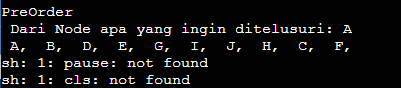 PreOrder
Dari Node apa yang ingin ditelusuri: A
A, B, D, E, G, I, J, H, C, F,
sh: 1: pause: not found
sh: 1: cls: not found